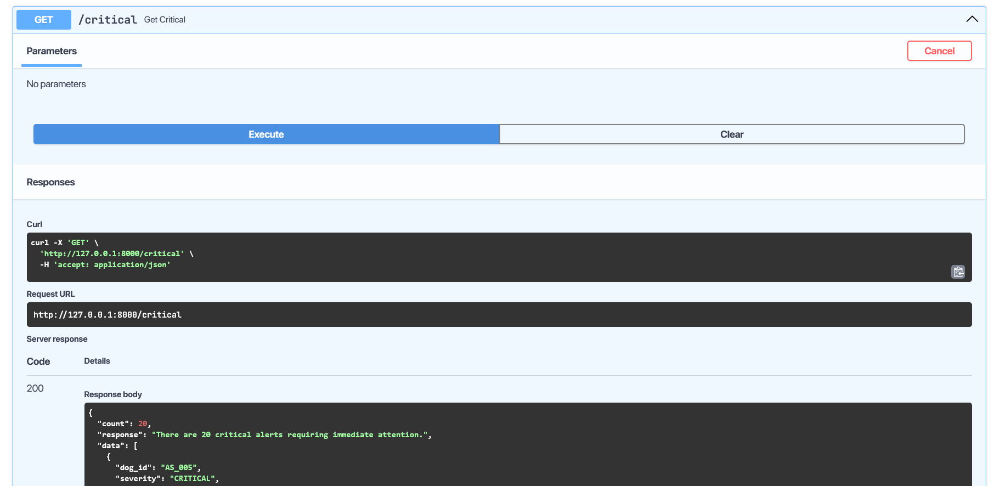 GET /critical Get Critical
Parameters
Cancel
No parameters
Execute
Clear
Responses
Curl
curl -X 'GET' \
  'http://127.0.0.1:8000/critical' \
  -H 'accept: application/json'
Request URL
http://127.0.0.1:8000/critical
Server response
Code Details
200
Response body
{
  "count": 20,
  "response": "There are 20 critical alerts requiring immediate attention.",
  "data": [
    {
      "dog_id": "AS_005",
      "severity": "CRITICAL",